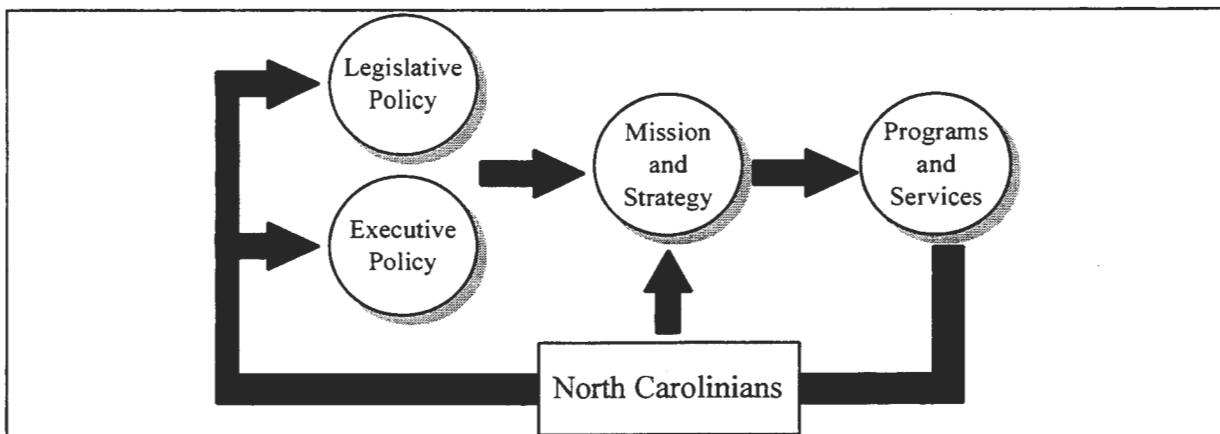 Legislative
Policy
Executive
Policy
Mission
and
Strategy
Programs
and
Services
North Carolinians